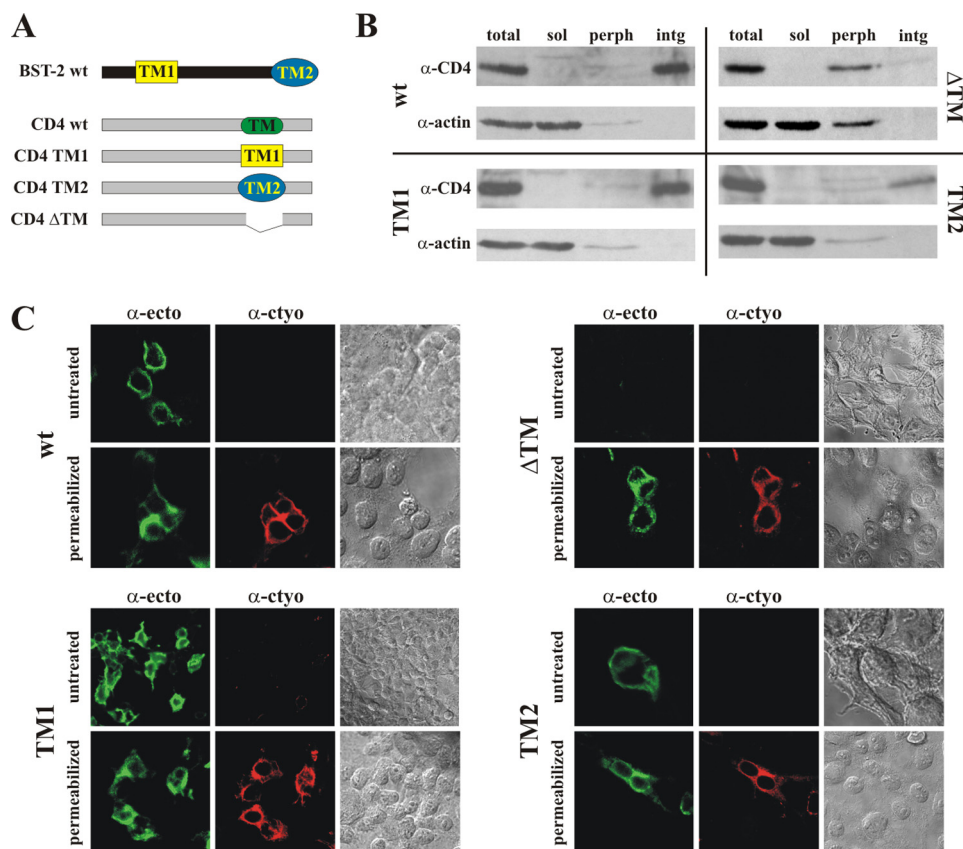 A
BST-2 wt TM1 TM2
CD4 wt TM
CD4 TM1 TM1
CD4 TM2 TM2
CD4 ΔTM
B
total sol perph intg total sol perph intg
wt α-CD4 ΔTM
α-actin
TM1 α-CD4 TM2
α-actin
C
α-ecto α-ctyo
wt
untreated
permeabilized
α-ecto α-ctyo
ΔTM
untreated
permeabilized
α-ecto α-ctyo
TM1
untreated
permeabilized
α-ecto α-ctyo
TM2
untreated
permeabilized